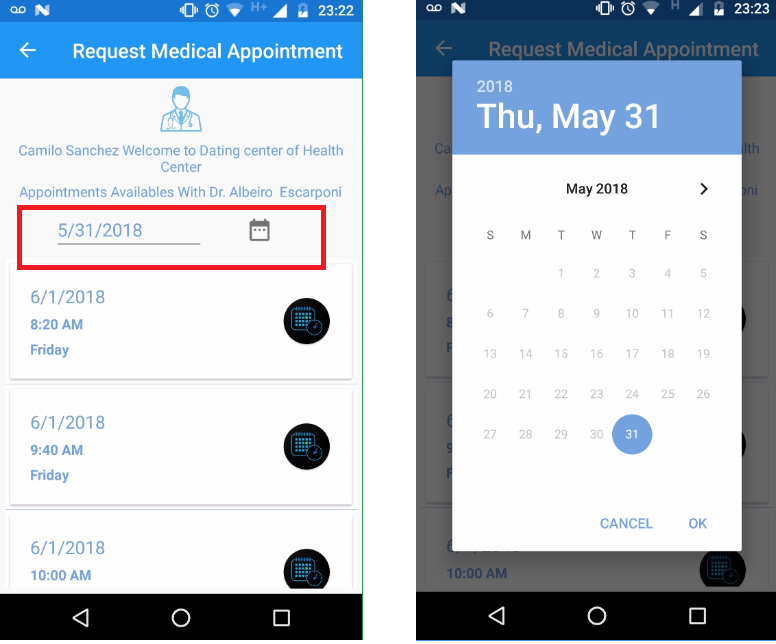 23:22
Request Medical Appointment
Camilo Sanchez Welcome to Dating center of Health
Center
Appointments Availables With Dr. Albeiro Escarponi
5/31/2018
6/1/2018
8:20 AM
Friday
6/1/2018
9:40 AM
Friday
6/1/2018
10:00 AM
H+
H 23:23
Request Medical Appointment
2018
Thu, May 31
May 2018
S M T W T F S
1 2 3 4 5
6 7 8 9 10 11 12
13 14 15 16 17 18 19
20 21 22 23 24 25 26
27 28 29 30 31
CANCEL OK
10:00 AM